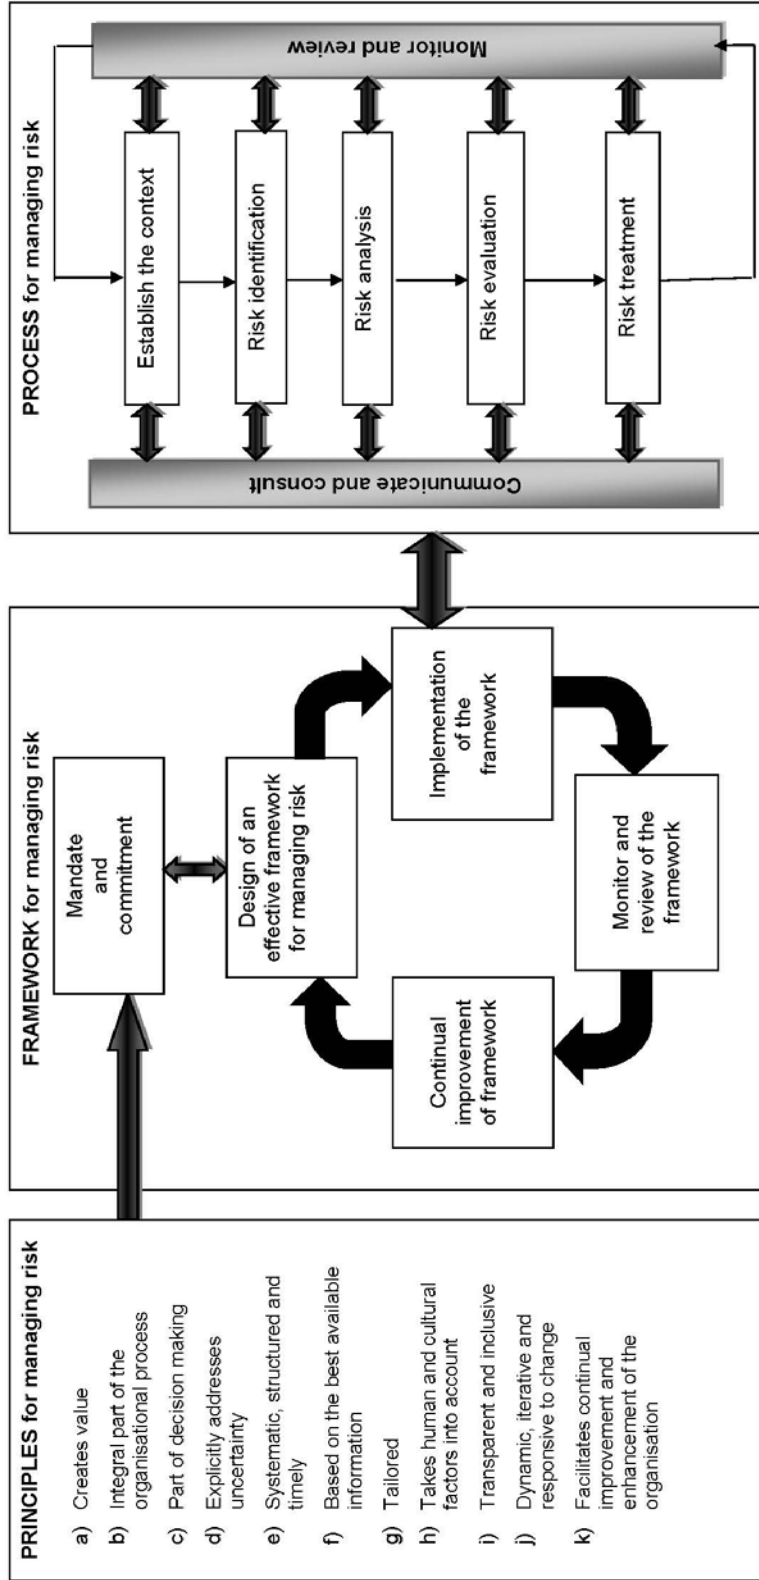 PRINCIPLES for managing risk
a) Creates value
b) Integral part of the
organisational process
c) Part of decision making
d) Explicitly addresses
uncertainty
e) Systematic, structured and
timely
f) Based on the best available
information
g) Tailored
h) Takes human and cultural
factors into account
i) Transparent and inclusive
j) Dynamic, iterative and
responsive to change
k) Facilitates continual
improvement and
enhancement of the
organisation
FRAMEWORK for managing risk
Mandate
and
commitment
Design of an
effective framework
for managing risk
Implementation
of the
framework
Monitor and
review of the
framework
Continual
improvement
of framework
PROCESS for managing risk
Communicate and consult
Establish the context
Risk identification
Risk analysis
Risk evaluation
Risk treatment
Monitor and review